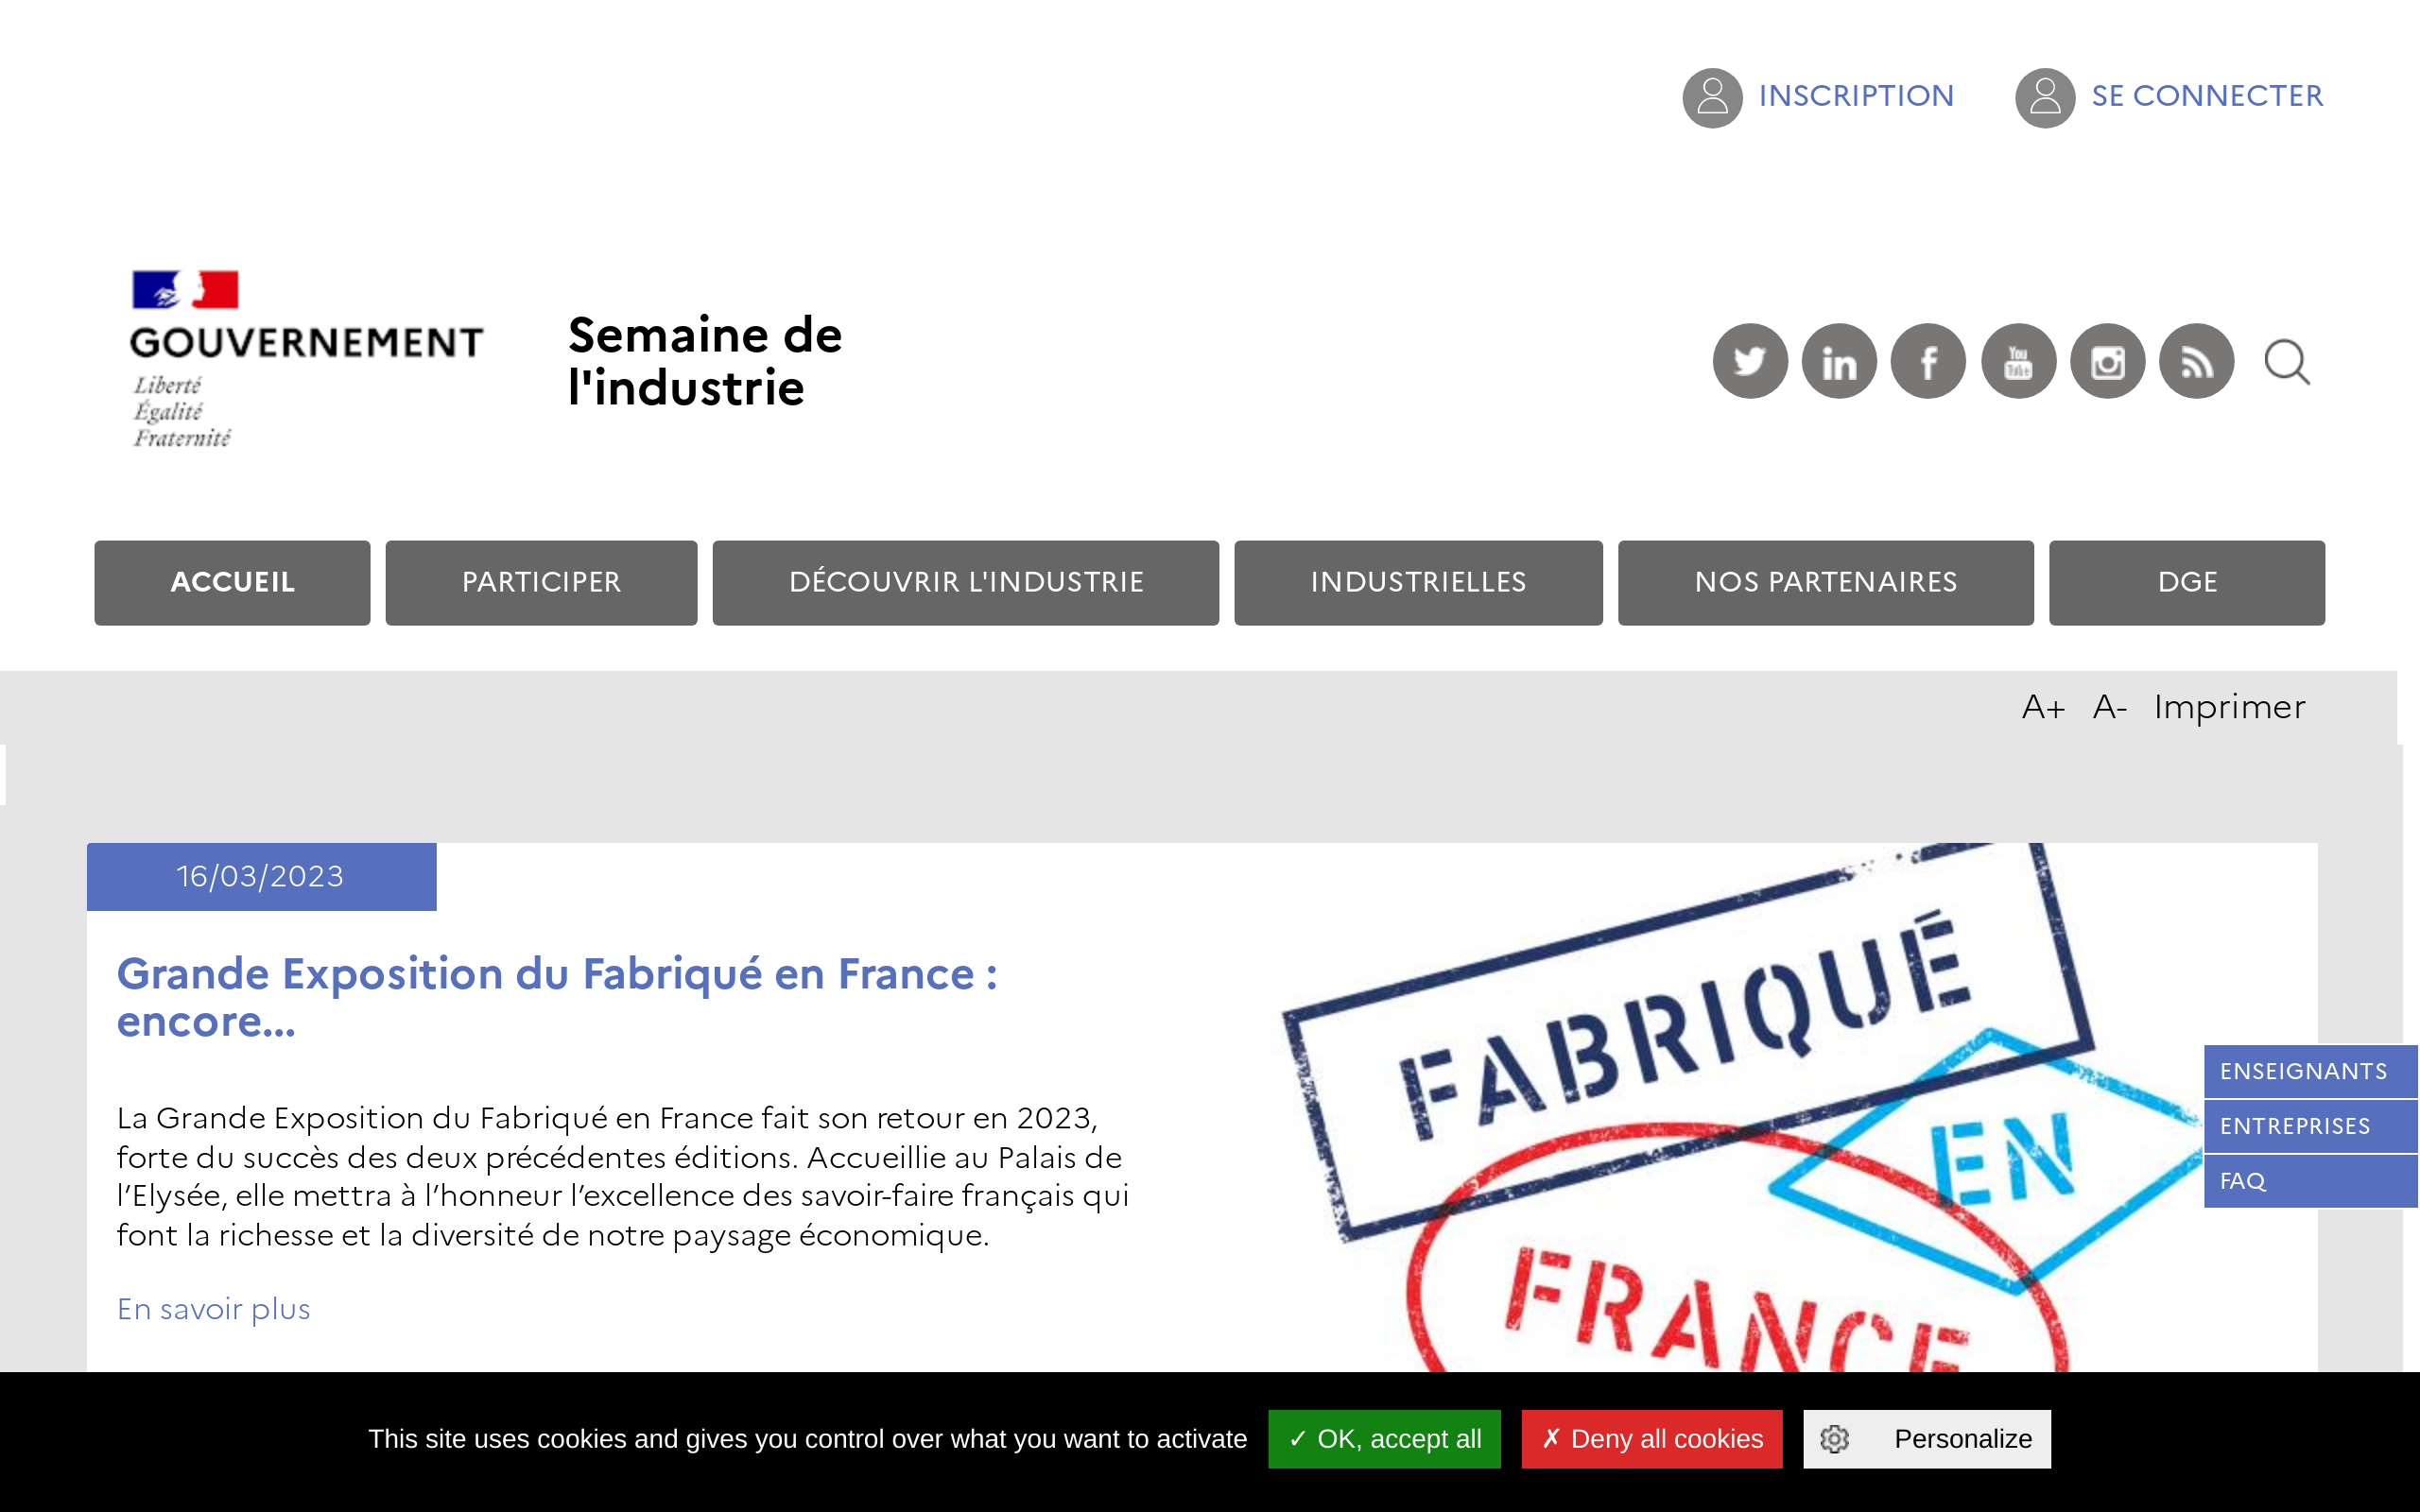 INSCRIPTION
SE CONNECTER
GOUVERNEMENT
Liberté
Égalité
Fraternité
Semaine de
l'industrie
You
Tube
ACCUEIL
PARTICIPER
DÉCOUVRIR L'INDUSTRIE
INDUSTRIELLES
NOS PARTENAIRES
DGE
A+ A- Imprimer
16/03/2023
Grande Exposition du Fabriqué en France :
encore...
La Grande Exposition du Fabriqué en France fait son retour en 2023,
forte du succès des deux précédentes éditions. Accueillie au Palais de
l’Elysée, elle mettra à l’honneur l’excellence des savoir-faire français qui
font la richesse et la diversité de notre paysage économique.
En savoir plus
FABRIQUÉ
EN
FRANCE
ENSEIGNANTS
ENTREPRISES
FAQ
This site uses cookies and gives you control over what you want to activate
✓ OK, accept all
✗ Deny all cookies
Personalize